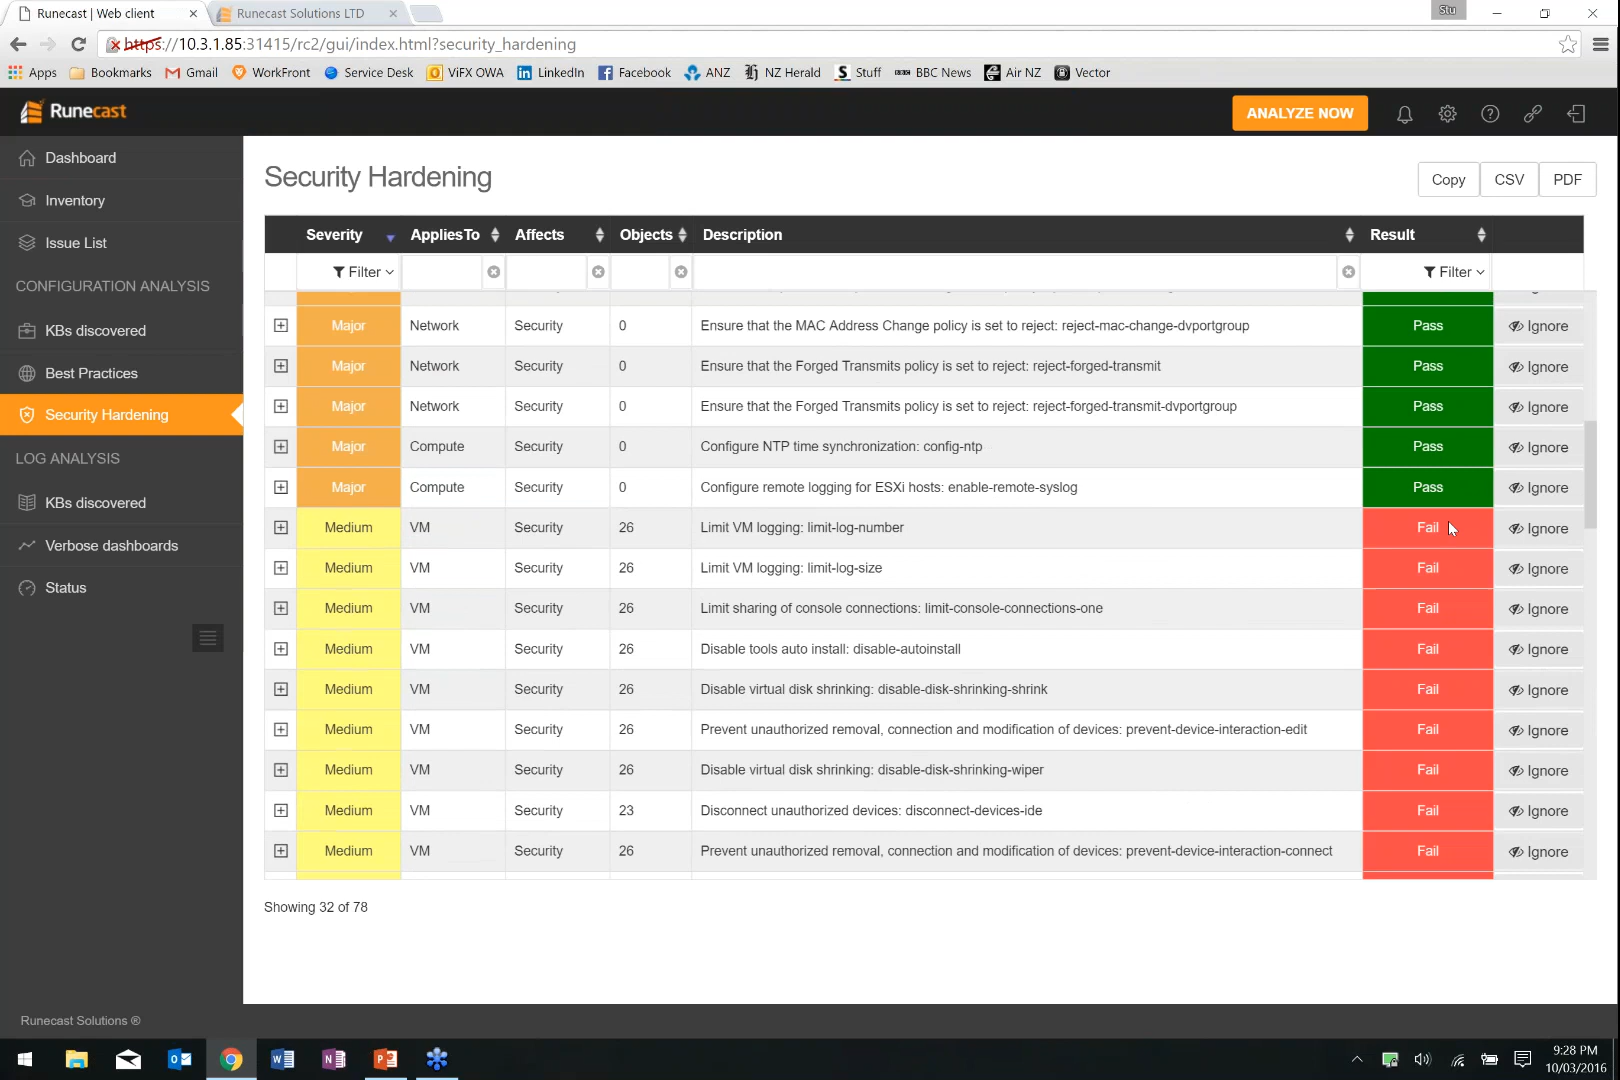 Runecast | Web client
Runecast Solutions LTD
Stu
https://10.3.1.85:31415/rc2/gui/index.html?security_hardening
Apps Bookmarks Gmail WorkFront Service Desk ViFX OWA LinkedIn Facebook ANZ NZ Herald Stuff BBC News Air NZ Vector
Runecast
ANALYZE NOW
Dashboard
Inventory
Issue List
CONFIGURATION ANALYSIS
KBs discovered
Best Practices
Security Hardening
LOG ANALYSIS
KBs discovered
Verbose dashboards
Status
Security Hardening
Copy CSV PDF
Severity AppliesTo Affects Objects Description Result
Filter Filter
Major Network Security 0 Ensure that the MAC Address Change policy is set to reject: reject-mac-change-dvportgroup Pass Ignore
Major Network Security 0 Ensure that the Forged Transmits policy is set to reject: reject-forged-transmit Pass Ignore
Major Network Security 0 Ensure that the Forged Transmits policy is set to reject: reject-forged-transmit-dvportgroup Pass Ignore
Major Compute Security 0 Configure NTP time synchronization: config-ntp Pass Ignore
Major Compute Security 0 Configure remote logging for ESXi hosts: enable-remote-syslog Pass Ignore
Medium VM Security 26 Limit VM logging: limit-log-number Fail Ignore
Medium VM Security 26 Limit VM logging: limit-log-size Fail Ignore
Medium VM Security 26 Limit sharing of console connections: limit-console-connections-one Fail Ignore
Medium VM Security 26 Disable tools auto install: disable-autoinstall Fail Ignore
Medium VM Security 26 Disable virtual disk shrinking: disable-disk-shrinking-shrink Fail Ignore
Medium VM Security 26 Prevent unauthorized removal, connection and modification of devices: prevent-device-interaction-edit Fail Ignore
Medium VM Security 26 Disable virtual disk shrinking: disable-disk-shrinking-wiper Fail Ignore
Medium VM Security 23 Disconnect unauthorized devices: disconnect-devices-ide Fail Ignore
Medium VM Security 26 Prevent unauthorized removal, connection and modification of devices: prevent-device-interaction-connect Fail Ignore
Showing 32 of 78
Runecast Solutions ®
9:28 PM
10/03/2016